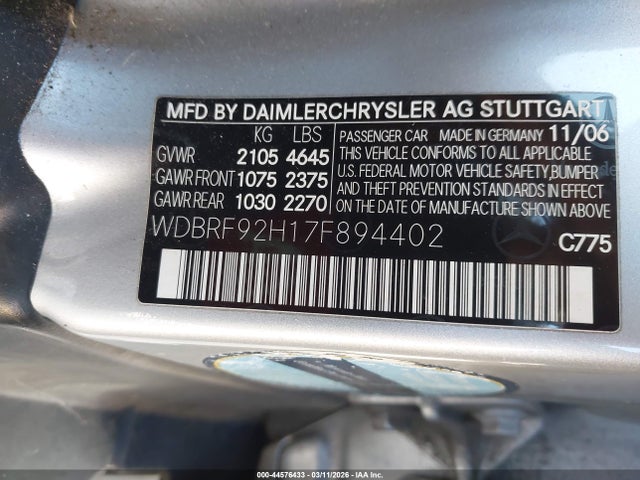 MFD BY DAIMLERCHRYSLER AG STUTTGART
KG LBS
GVWR 2105 4645
GAWR FRONT 1075 2375
GAWR REAR 1030 2270
PASSENGER CAR MADE IN GERMANY 11/06
THIS VEHICLE CONFORMS TO ALL APPLICABLE
U.S. FEDERAL MOTOR VEHICLE SAFETY,BUMPER
AND THEFT PREVENTION STANDARDS IN EFFECT
ON THE DATE OF MANUFACTURE SHOWN ABOVE.
WDBRF92H17F894402
C775
000-44576433 - 03/11/2026 - IAAI.com